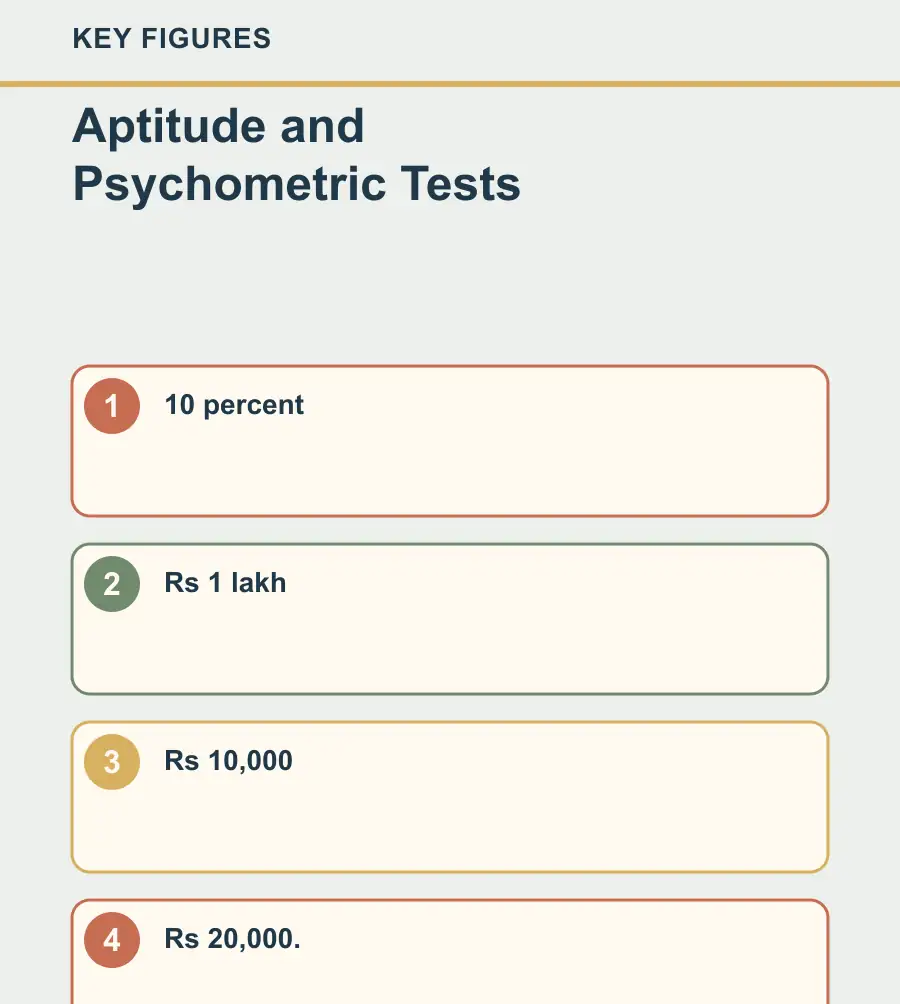 KEY FIGURES
Aptitude and
Psychometric Tests
1 10 percent
2 Rs 1 lakh
3 Rs 10,000
4 Rs 20,000.